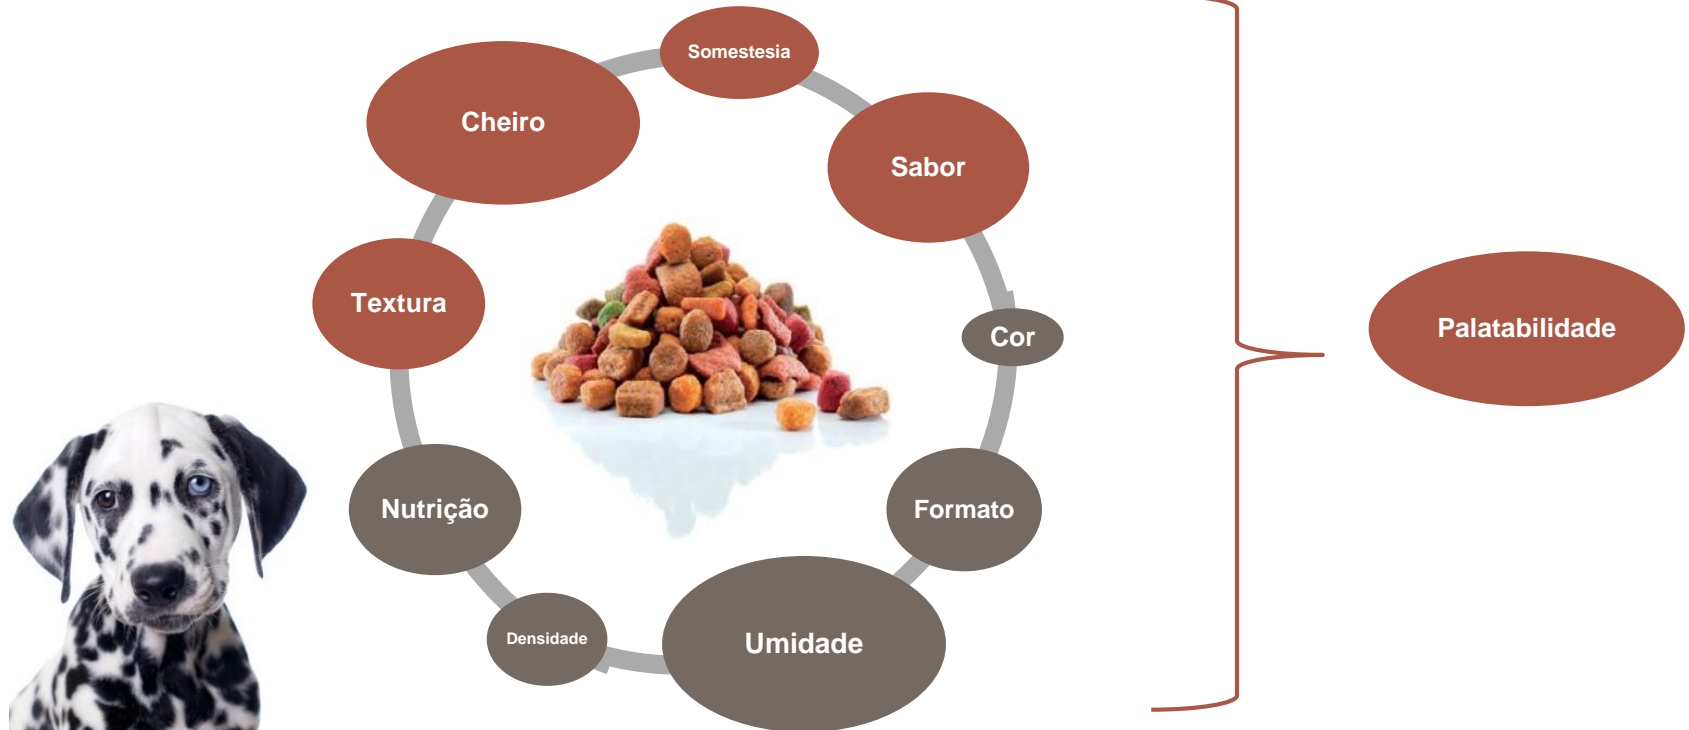 Somestesia
Cheiro
Sabor
Textura
Cor
Palatabilidade
Nutrição
Formato
Densidade
Umidade